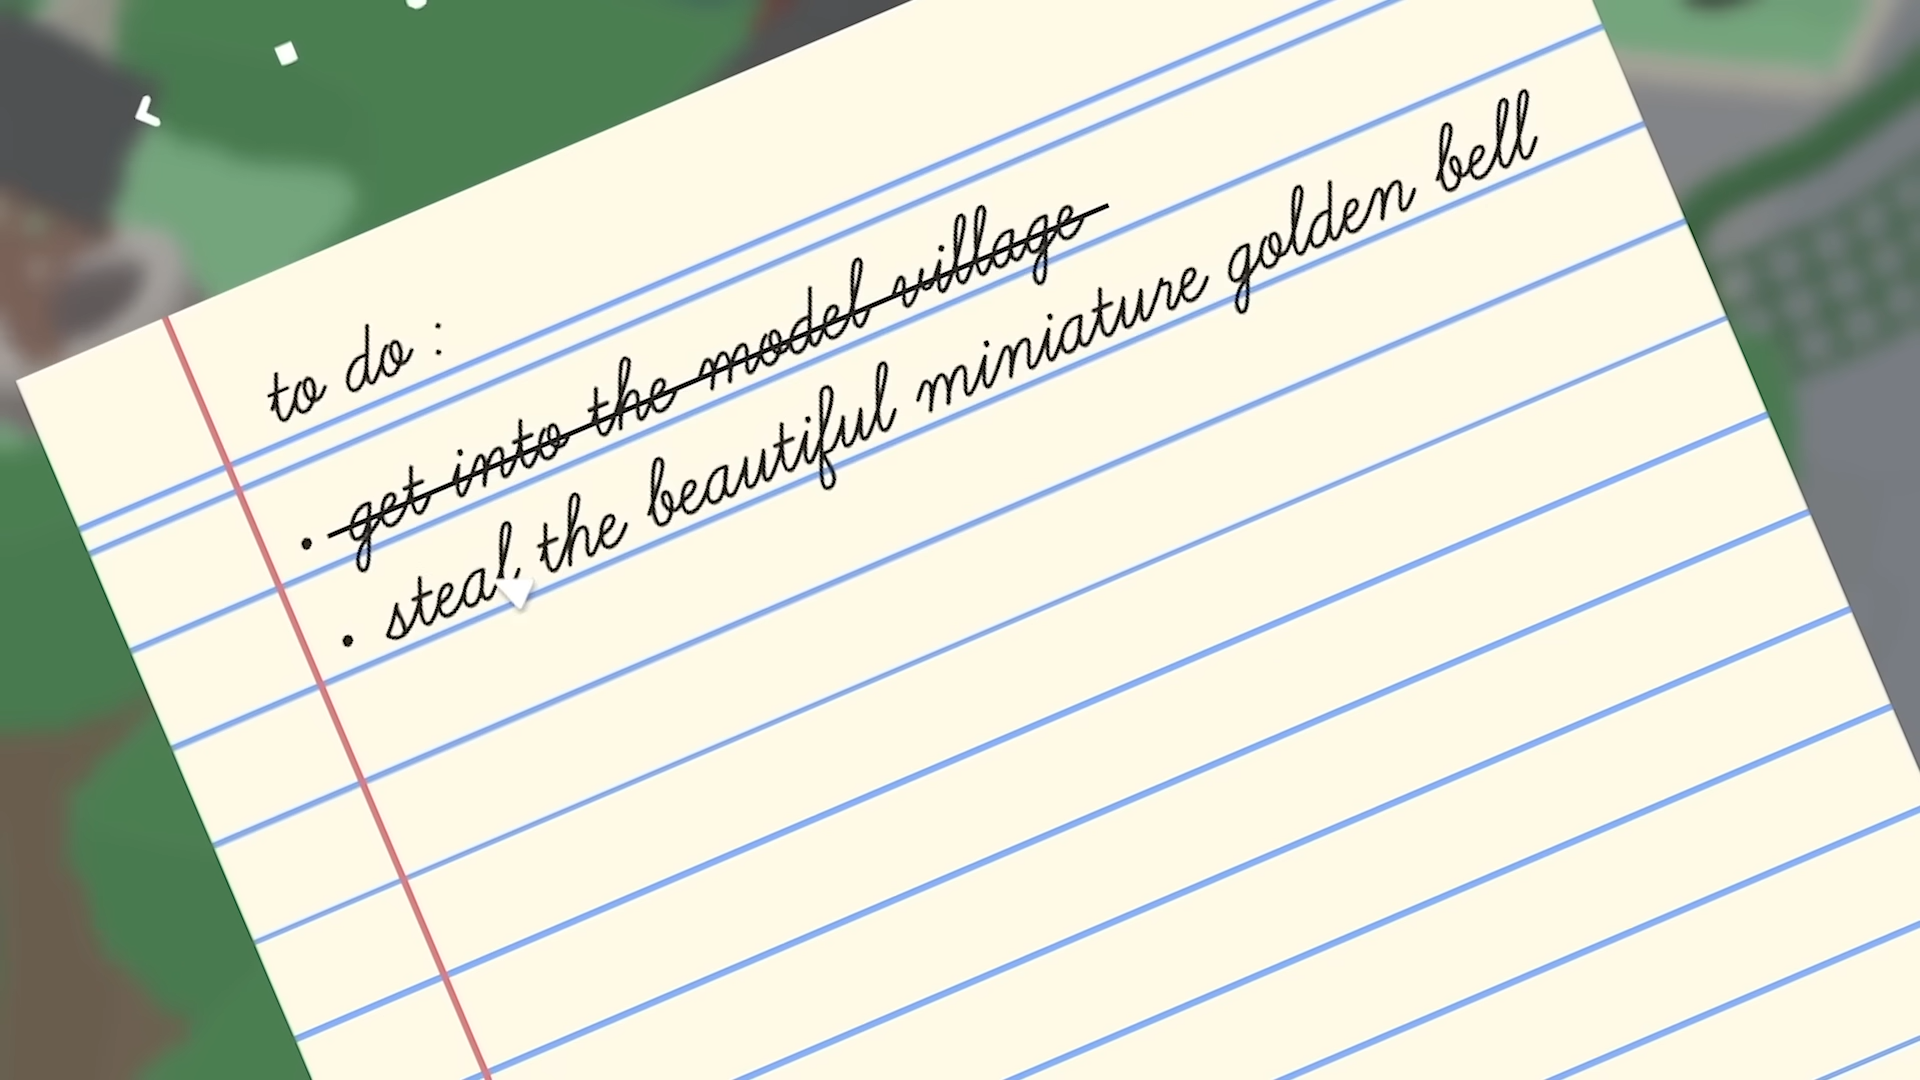 to do :
• get into the model village
• steal the beautiful miniature golden bell